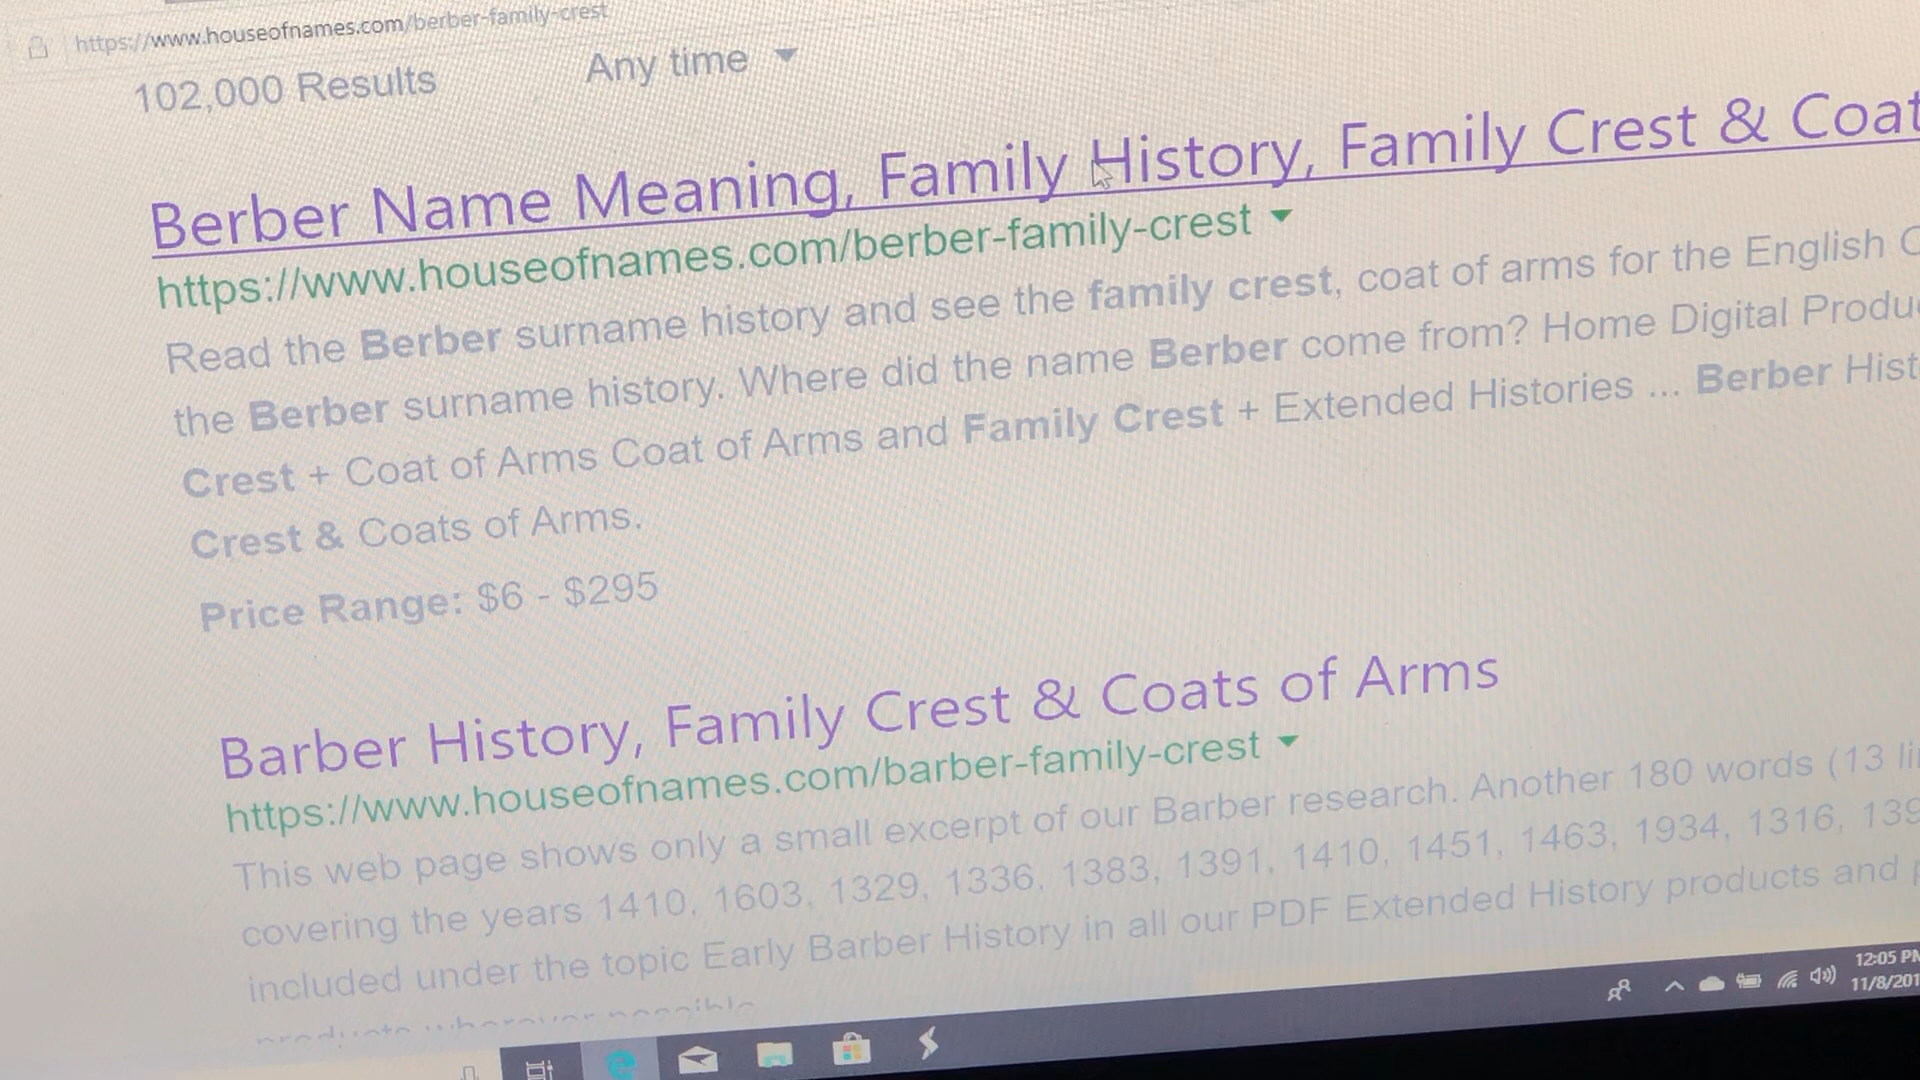 https://www.houseofnames.com/berber-family-crest
102,000 Results Any time
Berber Name Meaning, Family History, Family Crest & Coat
https://www.houseofnames.com/berber-family-crest
Read the Berber surname history and see the family crest, coat of arms for the English
the Berber surname history. Where did the name Berber come from? Home Digital Produ
Crest + Coat of Arms Coat of Arms and Family Crest + Extended Histories ... Berber Hist
Crest & Coats of Arms.
Price Range: $6 - $295
Barber History, Family Crest & Coats of Arms
https://www.houseofnames.com/barber-family-crest
This web page shows only a small excerpt of our Barber research. Another 180 words (13 li
covering the years 1410, 1603, 1329, 1336, 1383, 1391, 1410, 1451, 1463, 1934, 1316, 139
included under the topic Early Barber History in all our PDF Extended History products and p
12:05 PM
11/8/201